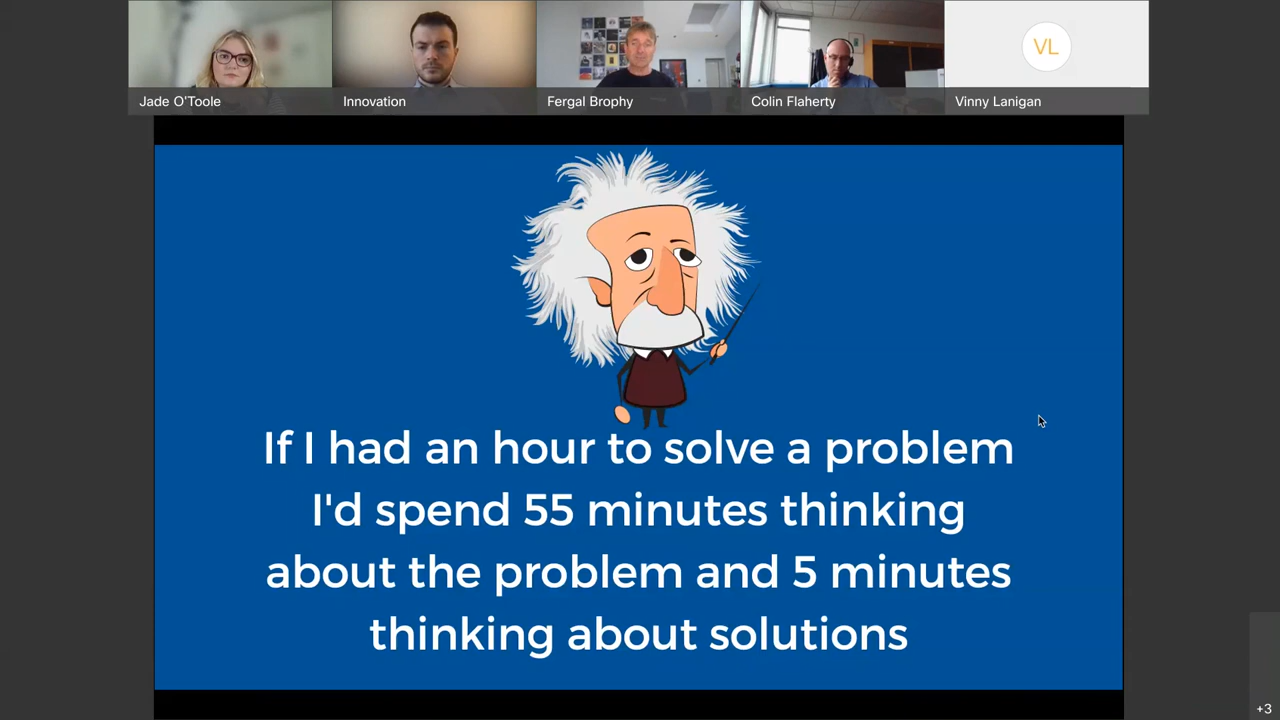 Jade O'Toole
Innovation
Fergal Brophy
Colin Flaherty
VL
Vinny Lanigan
If I had an hour to solve a problem
I'd spend 55 minutes thinking
about the problem and 5 minutes
thinking about solutions
+3